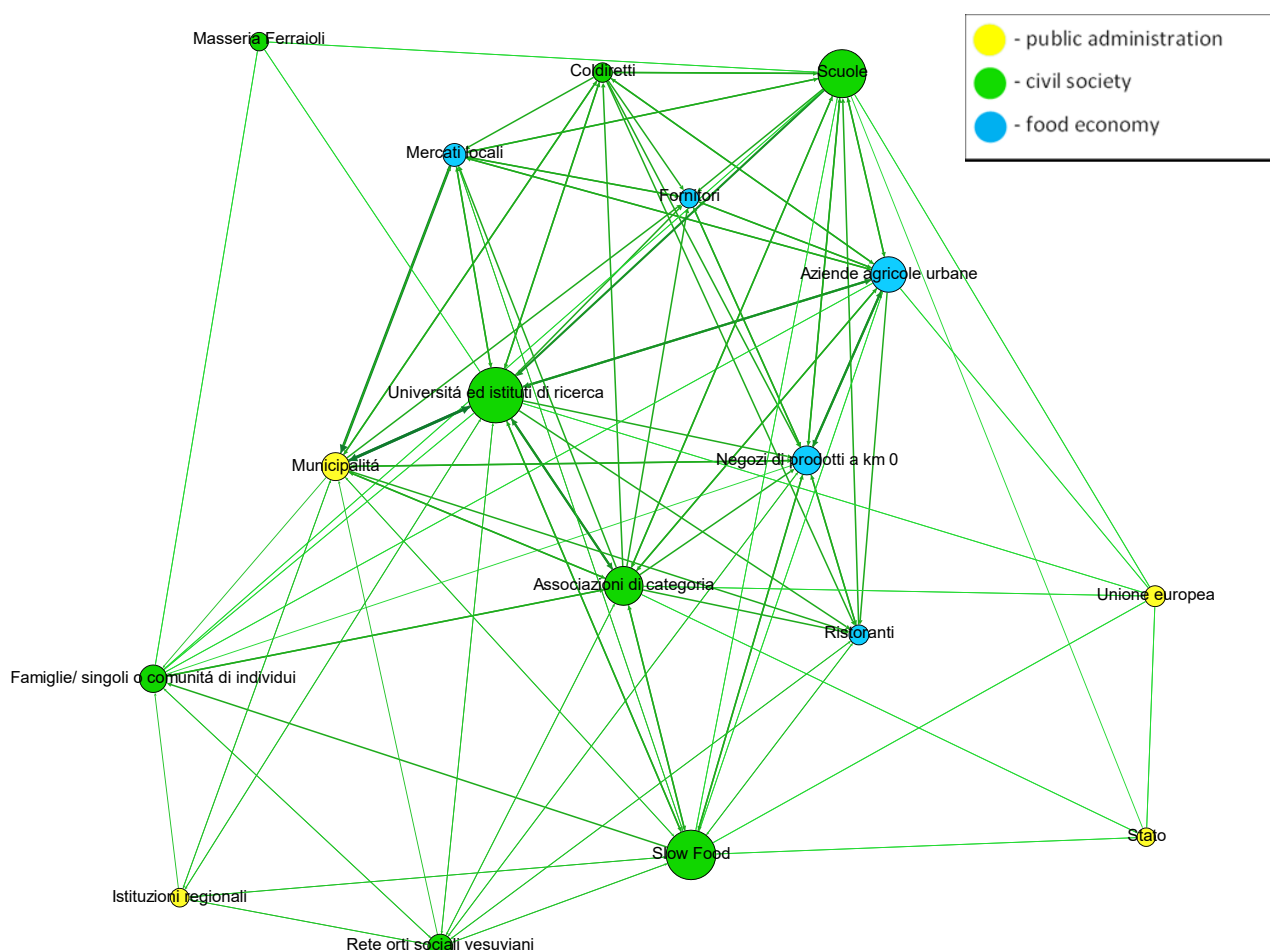 Masseria Ferraioli
Coldiretti
Scuole
- public administration
- civil society
- food economy
Mercati locali
Fornitori
Aziende agricole urbane
Universitá ed istituti di ricerca
Municipalitá
Negozi di prodotti a km 0
Associazioni di categoria
Unione europea
Ristoranti
Famiglie/ singoli o comunitá di individui
Slow Food
Stato
Istituzioni regionali
Rete orti sociali vesuviani